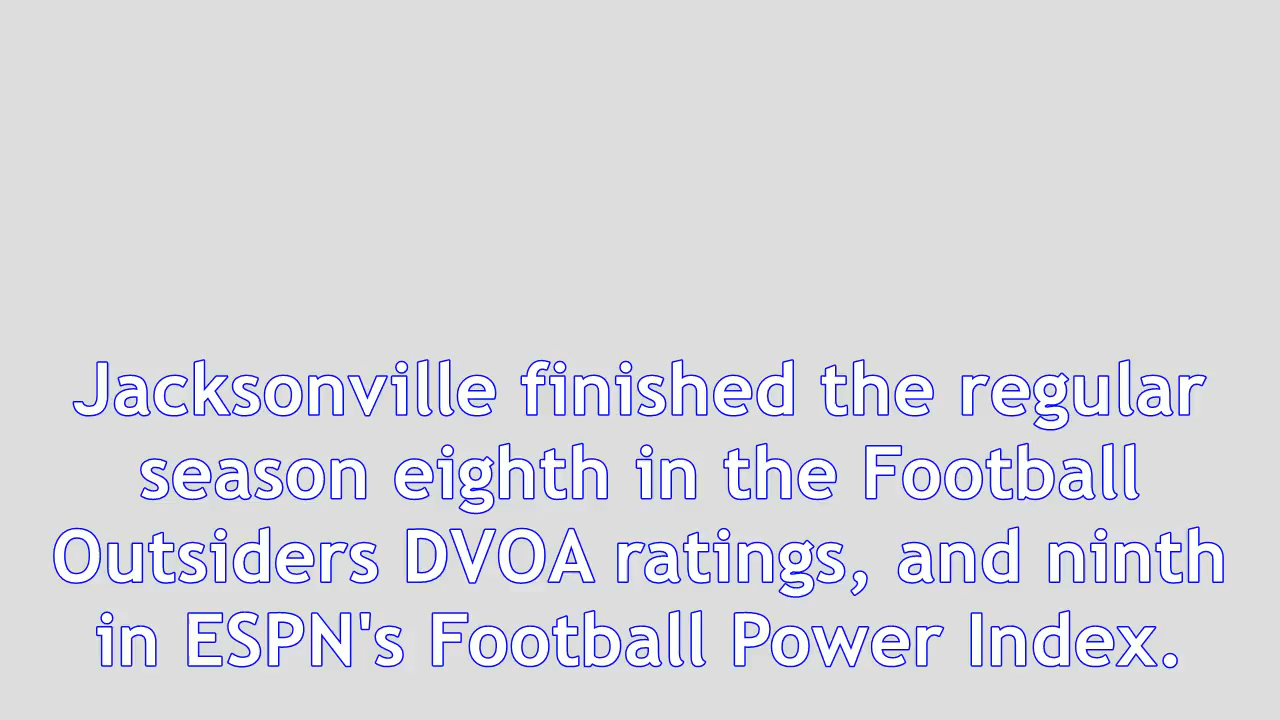 Jacksonville finished the regular
season eighth in the Football
Outsiders DVOA ratings, and ninth
in ESPN's Football Power Index.